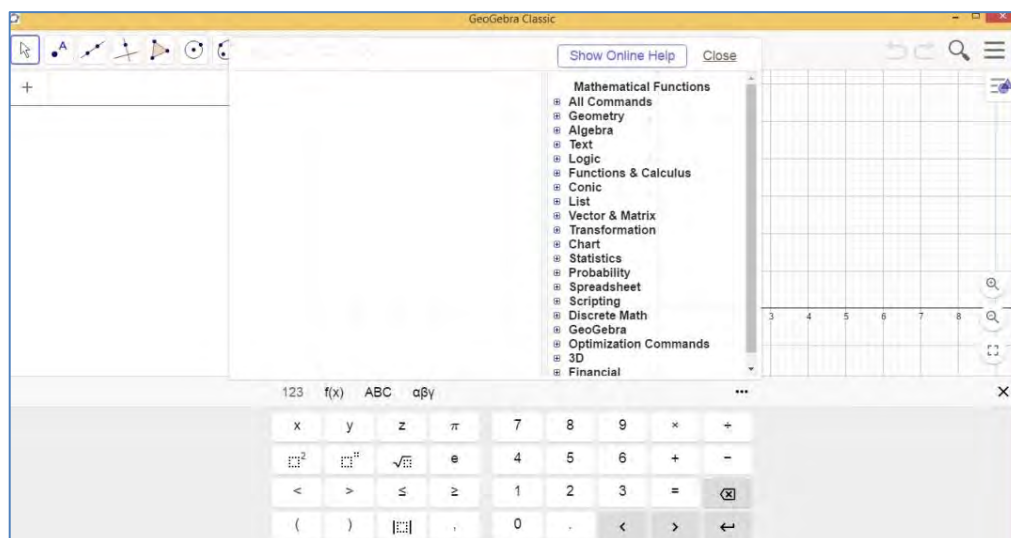 GeoGebra Classic
A
Show Online Help Close
+
Mathematical Functions
All Commands
Geometry
Algebra
Text
Logic
Functions & Calculus
Conic
List
Vector & Matrix
Transformation
Chart
Statistics
Probability
Spreadsheet
Scripting
Discrete Math
GeoGebra
Optimization Commands
3D
Financial
3 4 5 6 7 8
123 f(x) ABC αβγ ...
x y z π 7 8 9 × ÷
2 √ e 4 5 6 + −
< > ≤ ≥ 1 2 3 =
( ) | | , 0 . < >